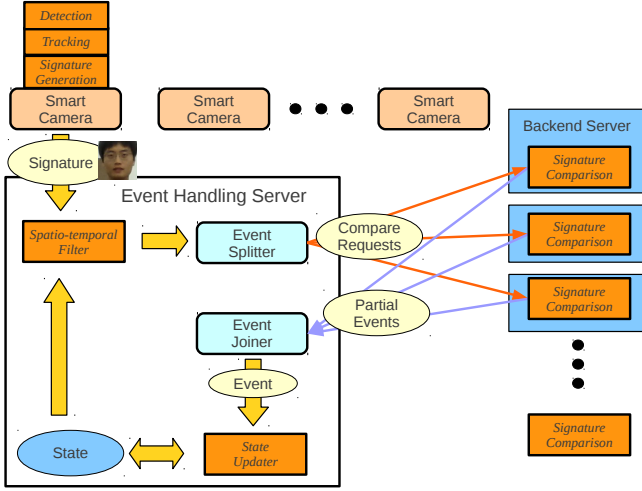 Detection
Tracking
Signature
Generation
Smart
Camera
Smart
Camera
Smart
Camera
Backend Server
Signature
Event Handling Server
Signature
Comparison
Spatio-temporal
Filter
Event
Splitter
Compare
Requests
Signature
Comparison
Partial
Events
Signature
Comparison
Event
Joiner
Event
State
State
Updater
Signature
Comparison